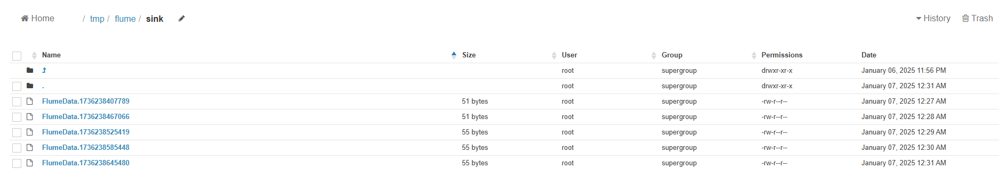 Home / tmp / flume / sink History Trash
Name Size User Group Permissions Date
root supergroup drwxr-xr-x January 06, 2025 11:56 PM
. root supergroup drwxr-xr-x January 07, 2025 12:31 AM
FlumeData.1736238407789 51 bytes root supergroup -rw-r--r-- January 07, 2025 12:27 AM
FlumeData.1736238467066 51 bytes root supergroup -rw-r--r-- January 07, 2025 12:28 AM
FlumeData.1736238525419 55 bytes root supergroup -rw-r--r-- January 07, 2025 12:29 AM
FlumeData.1736238585448 55 bytes root supergroup -rw-r--r-- January 07, 2025 12:30 AM
FlumeData.1736238645480 55 bytes root supergroup -rw-r--r-- January 07, 2025 12:31 AM